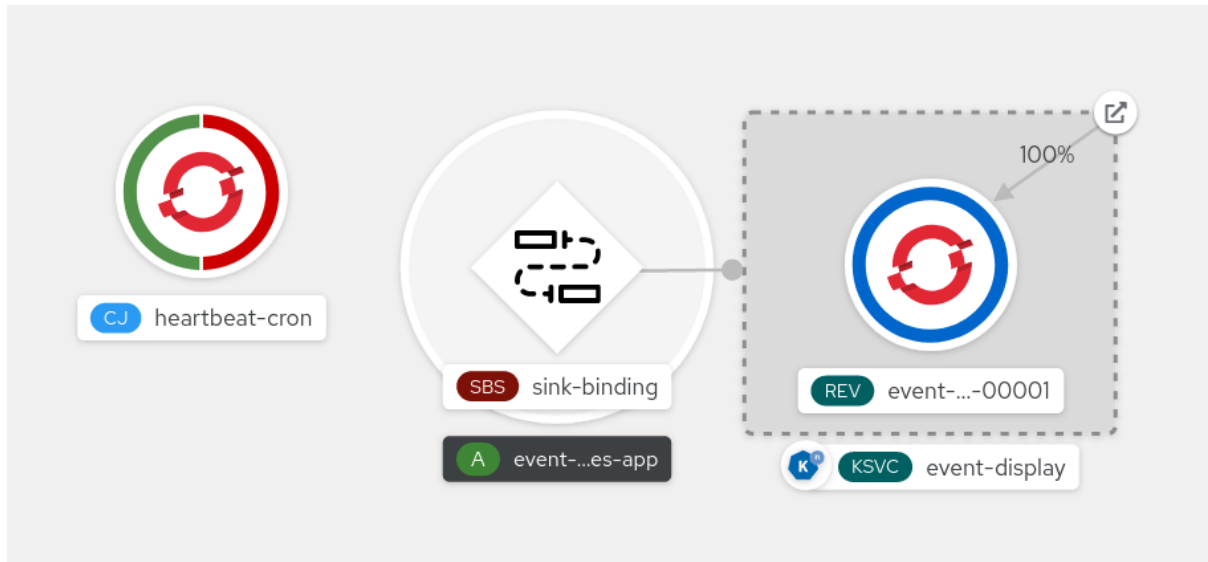 100%
CJ heartbeat-cron
SBS sink-binding
REV event-...-00001
A event-...es-app
K n KSVC event-display